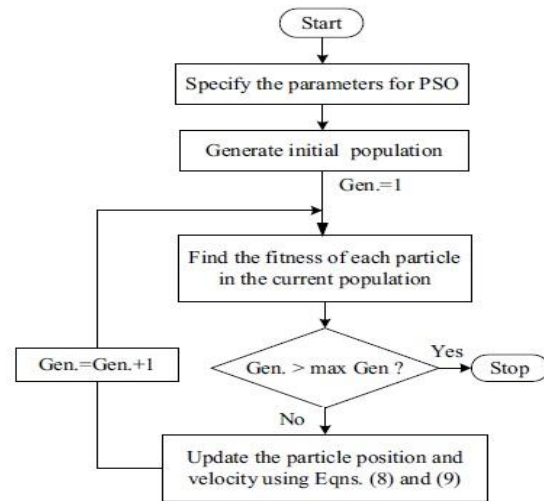 Start
Specify the parameters for PSO
Generate initial population
Gen.=1
Find the fitness of each particle
in the current population
Gen.=Gen.+1
Gen. > max Gen ?
Yes
Stop
No
Update the particle position and
velocity using Eqns. (8) and (9)